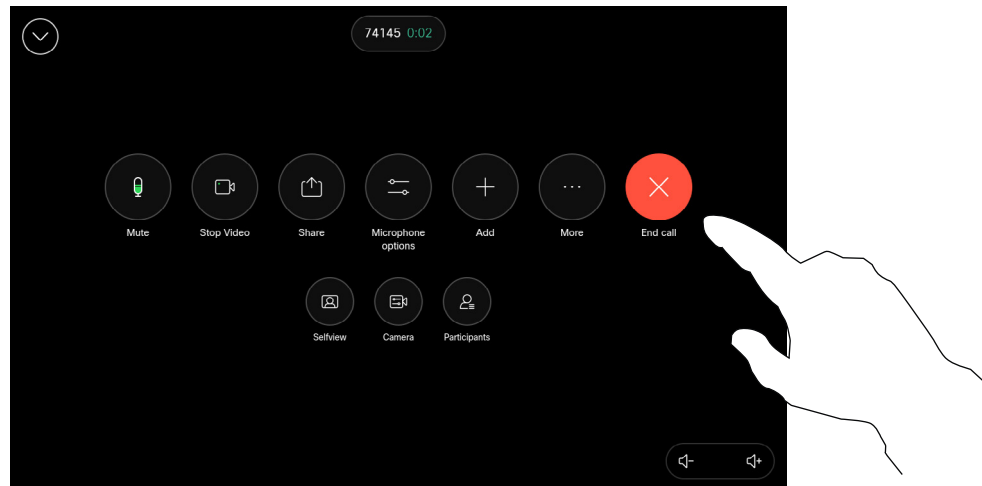 74145 0:02
Mute
Stop Video
Share
Microphone
options
Add
More
End call
Selfview
Camera
Participants